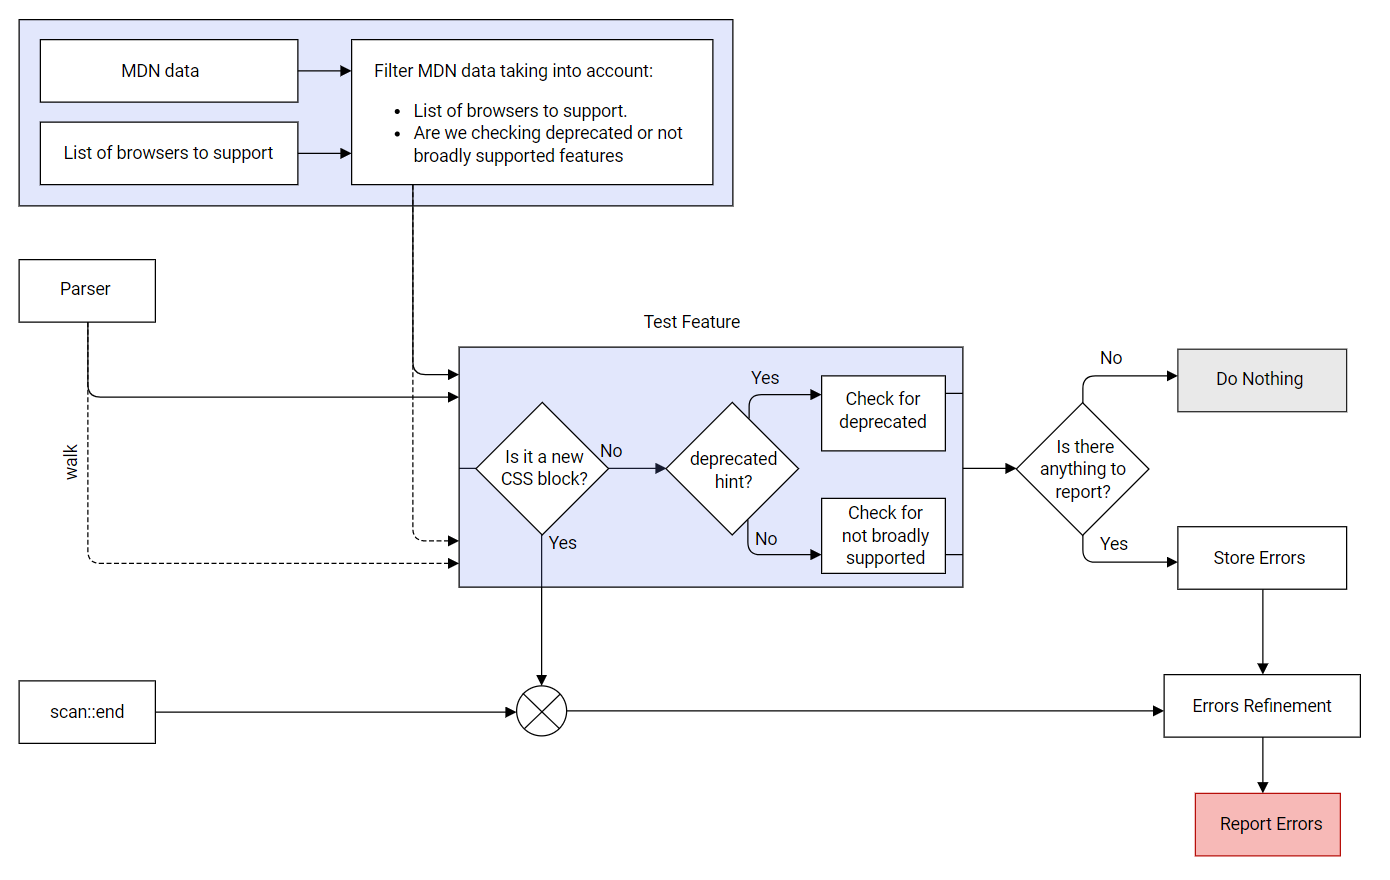 MDN data
List of browsers to support
Filter MDN data taking into account:
• List of browsers to support.
• Are we checking deprecated or not
broadly supported features
Parser
walk
Test Feature
Is it a new
CSS block?
No
Yes
deprecated
hint?
Yes
No
Check for
deprecated
Check for
not broadly
supported
Is there
anything to
report?
No
Yes
Do Nothing
Store Errors
scan::end
Errors Refinement
Report Errors